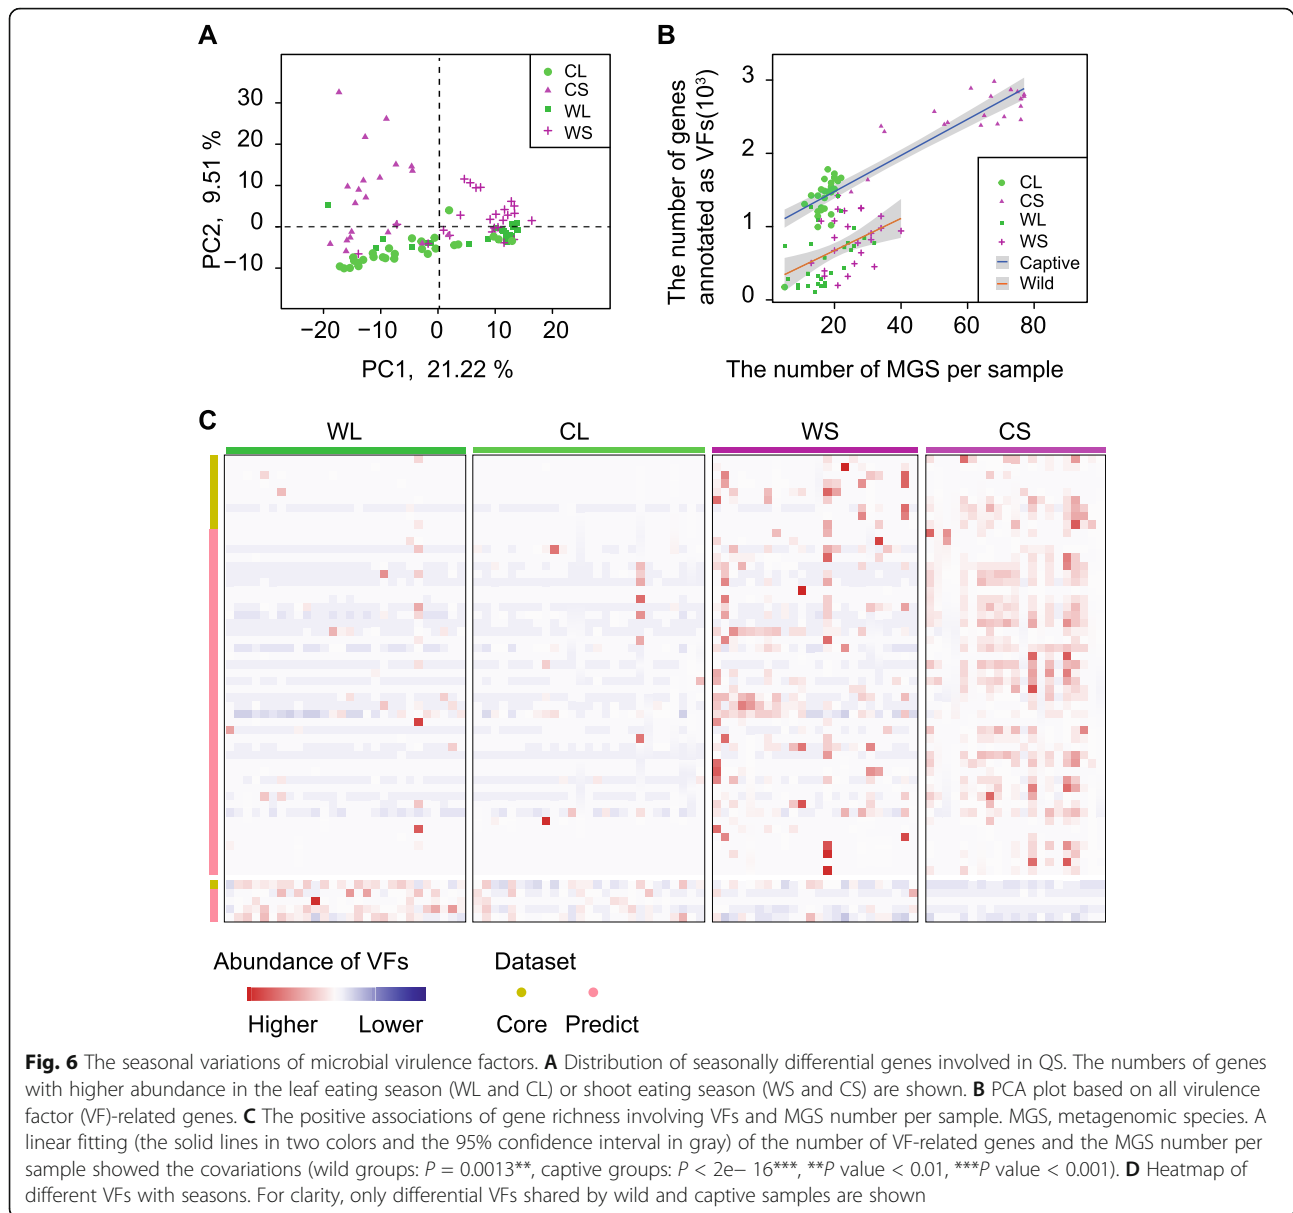 A
CL
CS
WL
WS
30
20
10
0
−10
PC2, 9.51 %
−20
−10
0
10
20
PC1, 21.22 %
B
3
2
1
0
The number of genes
annotated as VFs(10³)
CL
CS
WL
WS
Captive
Wild
20
40
60
80
The number of MGS per sample
C
WL
CL
WS
CS
Abundance of VFs
Dataset
Higher
Lower
Core
Predict
Fig. 6 The seasonal variations of microbial virulence factors. A Distribution of seasonally differential genes involved in QS. The numbers of genes
with higher abundance in the leaf eating season (WL and CL) or shoot eating season (WS and CS) are shown. B PCA plot based on all virulence
factor (VF)-related genes. C The positive associations of gene richness involving VFs and MGS number per sample. MGS, metagenomic species. A
linear fitting (the solid lines in two colors and the 95% confidence interval in gray) of the number of VF-related genes and the MGS number per
sample showed the covariations (wild groups: P = 0.0013**, captive groups: P < 2e− 16***, **P value < 0.01, ***P value < 0.001). D Heatmap of
different VFs with seasons. For clarity, only differential VFs shared by wild and captive samples are shown